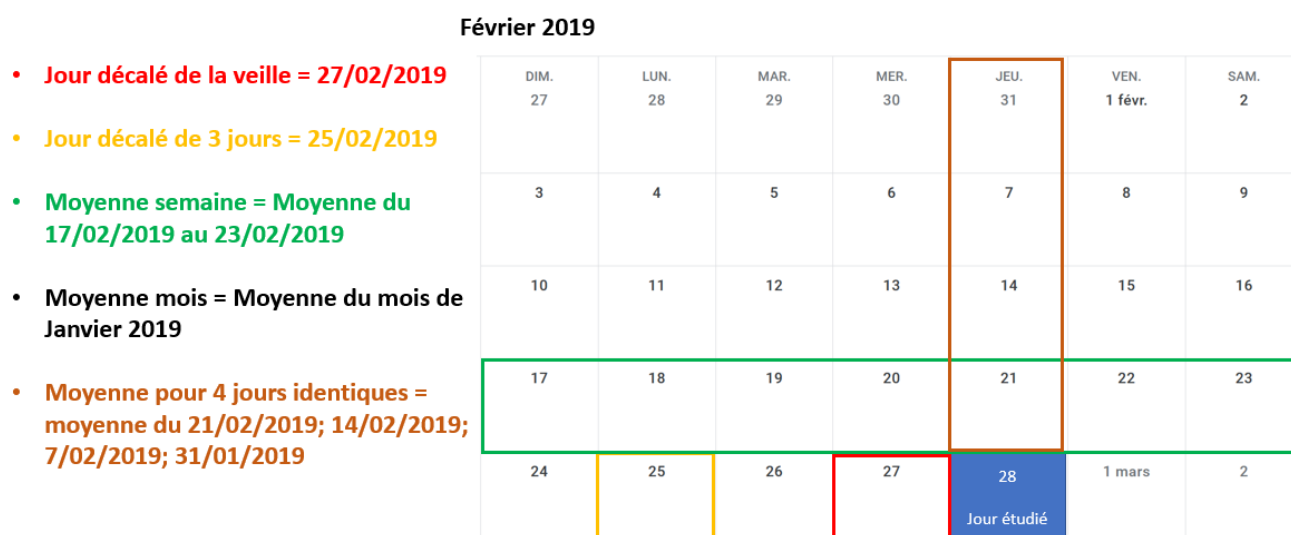 Février 2019
• Jour décalé de la veille = 27/02/2019
• Jour décalé de 3 jours = 25/02/2019
• Moyenne semaine = Moyenne du
17/02/2019 au 23/02/2019
• Moyenne mois = Moyenne du mois de
Janvier 2019
• Moyenne pour 4 jours identiques =
moyenne du 21/02/2019; 14/02/2019;
7/02/2019; 31/01/2019
DIM. LUN. MAR. MER. JEU. VEN. SAM.
27 28 29 30 31 1 févr. 2
3 4 5 6 7 8 9
10 11 12 13 14 15 16
17 18 19 20 21 22 23
24 25 26 27 28 1 mars 2
Jour étudié